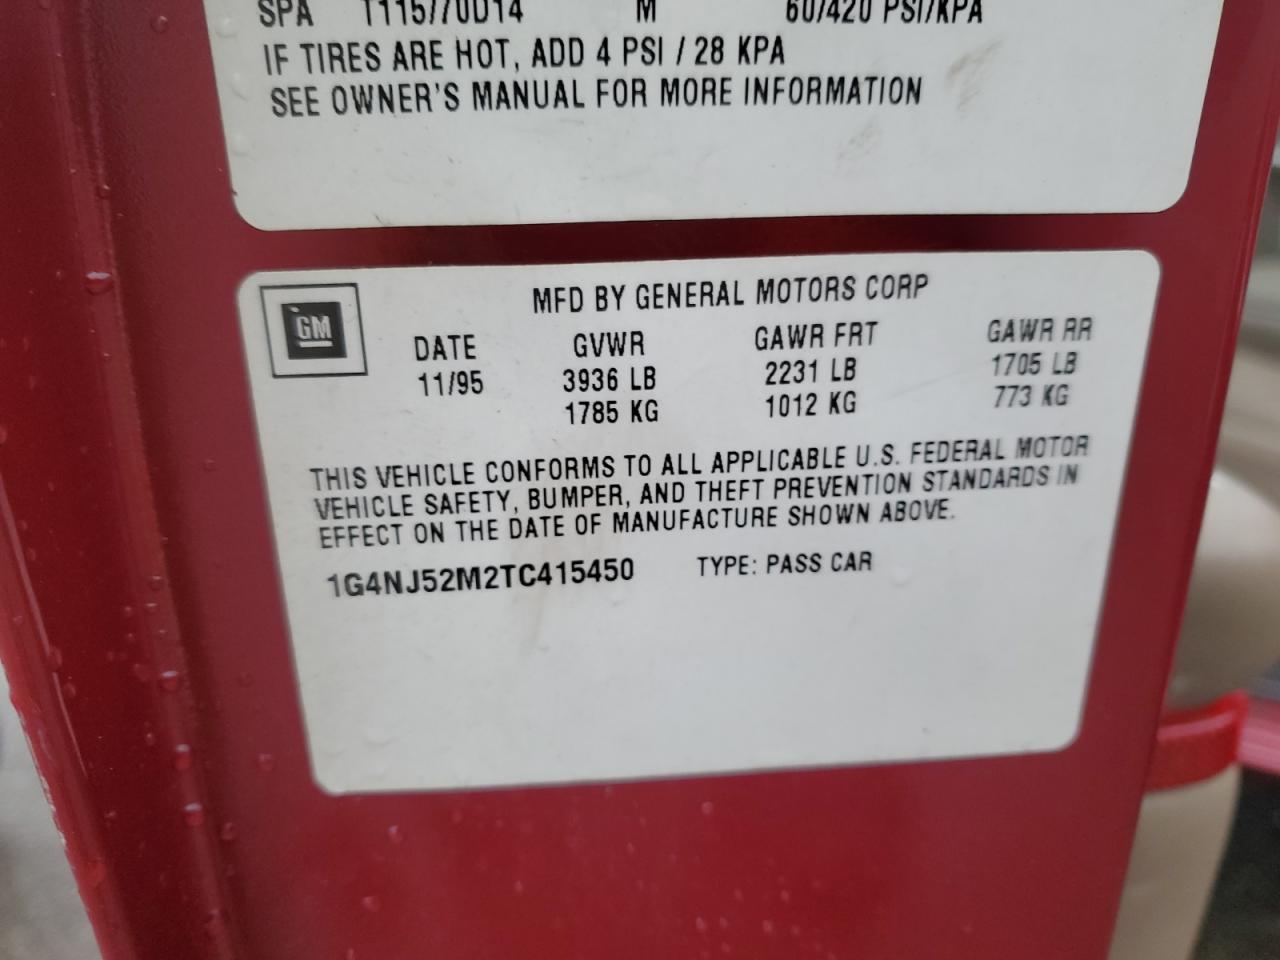 SPA T115/70D14 M 60/420 PSI/KPA
IF TIRES ARE HOT, ADD 4 PSI / 28 KPA
SEE OWNER'S MANUAL FOR MORE INFORMATION
GM
MFD BY GENERAL MOTORS CORP
DATE GVWR GAWR FRT GAWR RR
11/95 3936 LB 2231 LB 1705 LB
1785 KG 1012 KG 773 KG
THIS VEHICLE CONFORMS TO ALL APPLICABLE U.S. FEDERAL MOTOR
VEHICLE SAFETY, BUMPER, AND THEFT PREVENTION STANDARDS IN
EFFECT ON THE DATE OF MANUFACTURE SHOWN ABOVE.
1G4NJ52M2TC415450 TYPE: PASS CAR